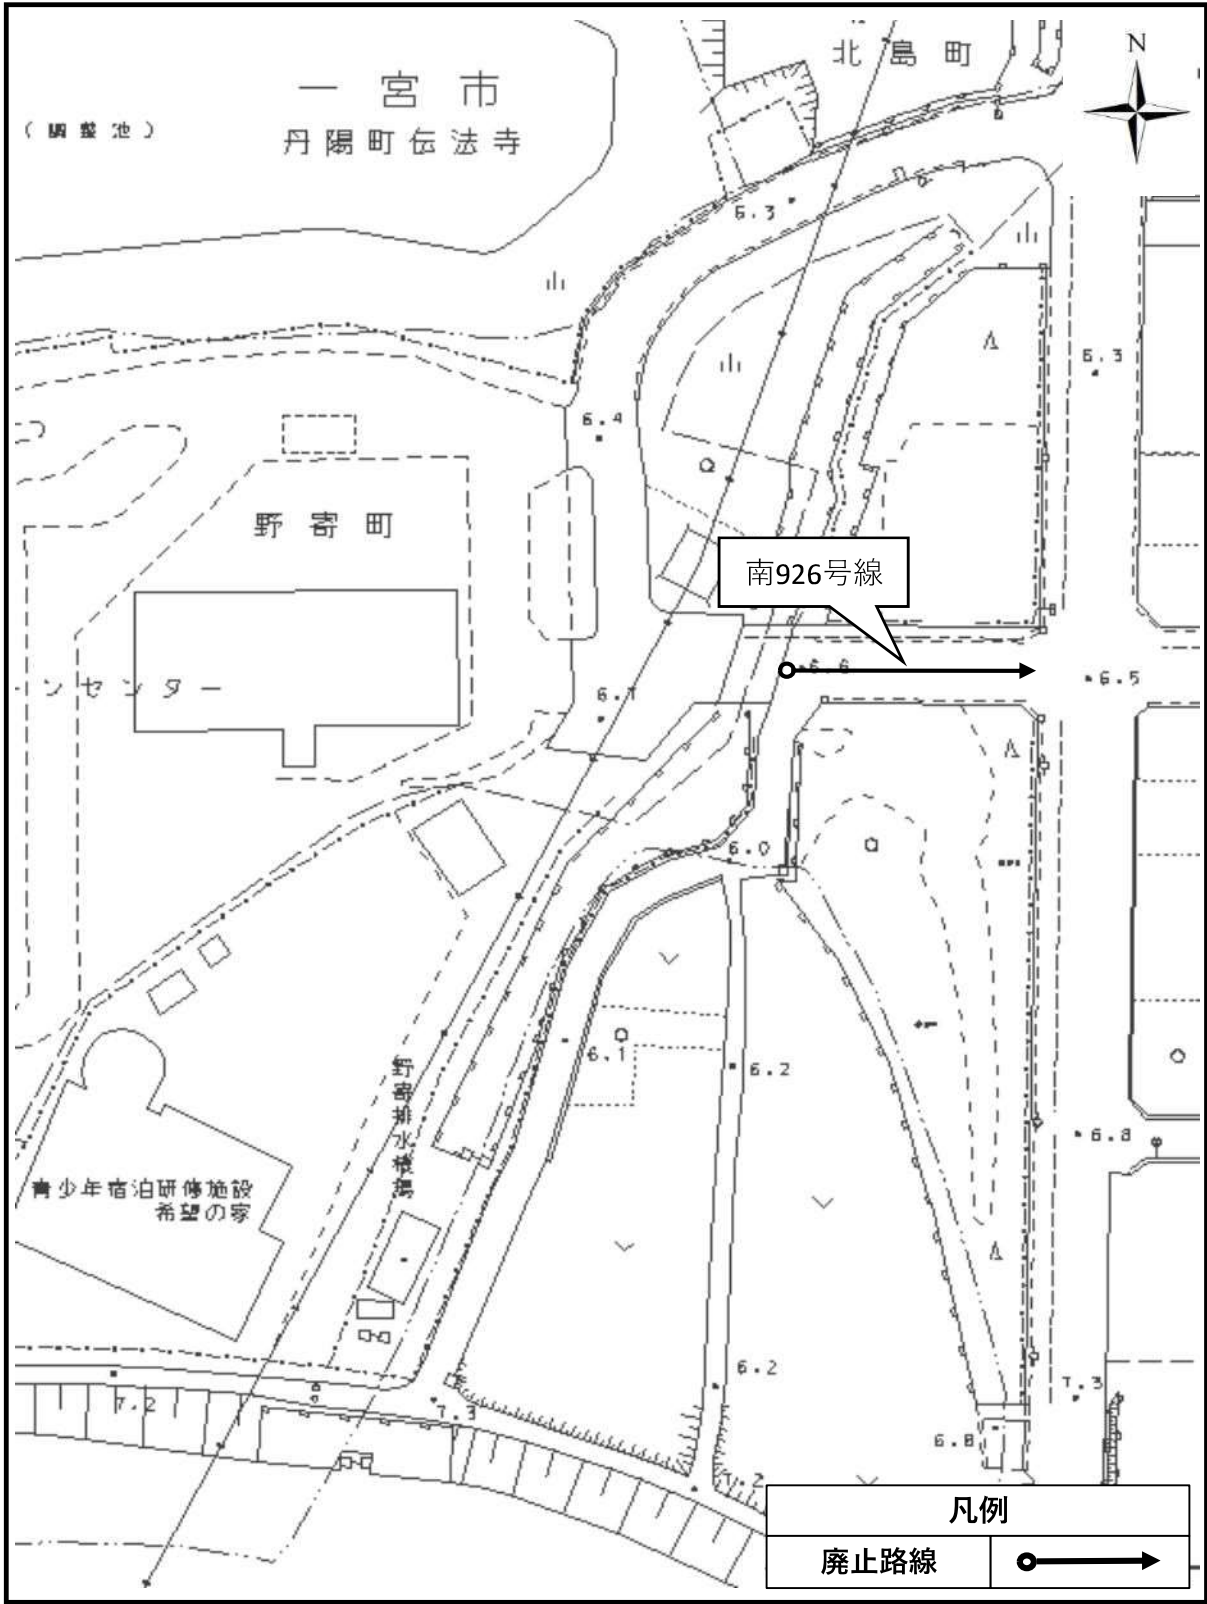 北島町
N
一宮市
(調整池)
丹陽町伝法寺
6.3
6.3
6.4
野寄町
南926号線
6.6
6.5
ンセンター
6.1
6.0
6.1
6.2
野寄排水機場
6.8
青少年宿泊研修施設
希望の家
6.2
7.3
7.2
7.3
6.8
7.2
凡例
廃止路線